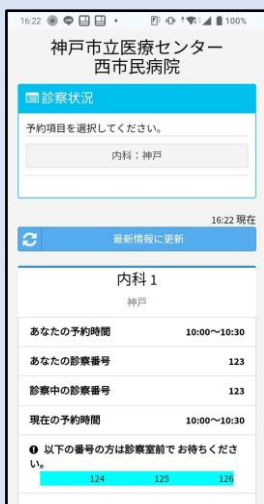 16:22
100%
神戸市立医療センター
西市民病院
診察状況
予約項目を選択してください。
内科：神戸
16:22 現在
最新情報に更新
内科 1
神戸
あなたの予約時間 10:00〜10:30
あなたの診察番号 123
診察中の診察番号 123
現在の予約時間 10:00〜10:30
以下の番号の方は診察室前で お待ちくださ
い。
124 125 126